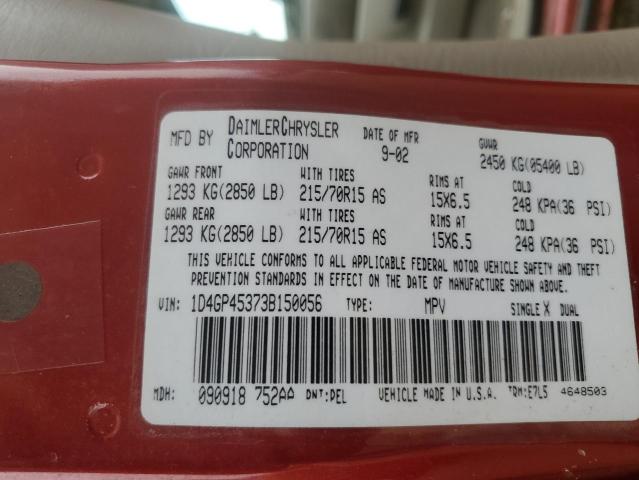 MFD BY DAIMLERCHRYSLER CORPORATION DATE OF MFR 9-02 GVWR 2450 KG(05400 LB)
GAWR FRONT WITH TIRES RIMS AT COLD
1293 KG(2850 LB) 215/70R15 AS 15X6.5 248 KPA(36 PSI)
GAWR REAR WITH TIRES RIMS AT COLD
1293 KG(2850 LB) 215/70R15 AS 15X6.5 248 KPA(36 PSI)
THIS VEHICLE CONFORMS TO ALL APPLICABLE FEDERAL MOTOR VEHICLE SAFETY AND THEFT
PREVENTION STANDARDS IN EFFECT ON THE DATE OF MANUFACTURE SHOWN ABOVE.
VIN: 1D4GP45373B150056 TYPE: MPV SINGLE X DUAL
MDH: 090918 752AA DNT:PEL VEHICLE MADE IN U.S.A. TRM:E7L5 4648503